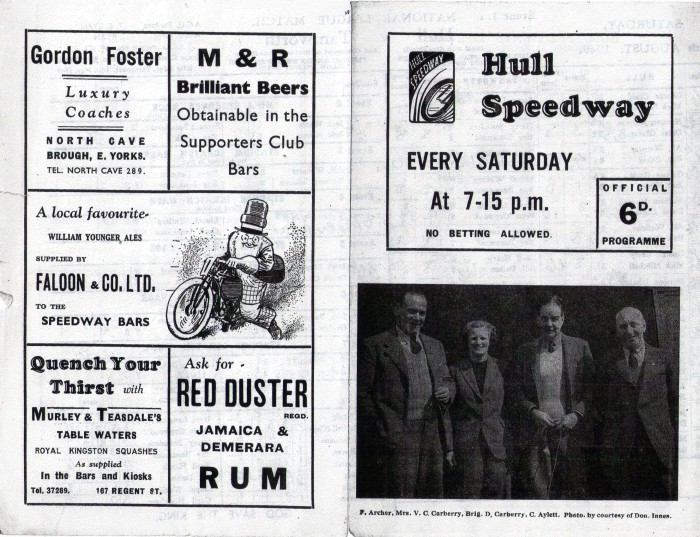 Gordon Foster
Luxury
Coaches
NORTH CAVE
BROUGH, E. YORKS.
TEL. NORTH CAVE 289.
M & R
Brilliant Beers
Obtainable in the
Supporters Club
Bars
A local favourite-
WILLIAM YOUNGER ALES
SUPPLIED BY
FALOON & CO. LTD.
TO THE
SPEEDWAY BARS
Quench Your
Thirst with
MURLEY & TEASDALE'S
TABLE WATERS
ROYAL KINGSTON SQUASHES
As supplied
In the Bars and Kiosks
Tel. 37269. 167 REGENT ST.
Ask for -
RED DUSTER
REGD.
JAMAICA &
DEMERARA
RUM
HULL
SPEEDWAY
Hull
Speedway
EVERY SATURDAY
At 7-15 p.m.
NO BETTING ALLOWED.
OFFICIAL
6D.
PROGRAMME
F. Archer, Mrs. V. C. Carberry, Brig. D, Carberry, C. Aylett. Photo. by courtesy of Don. Innes.